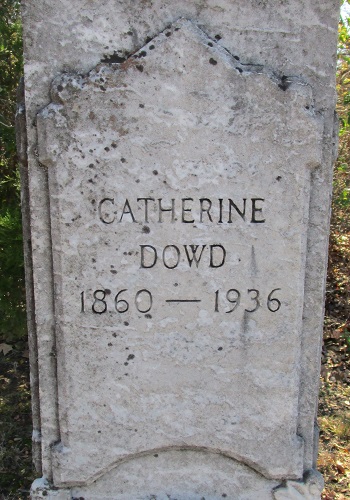 CATHERINE
DOWD
1860 — 1936